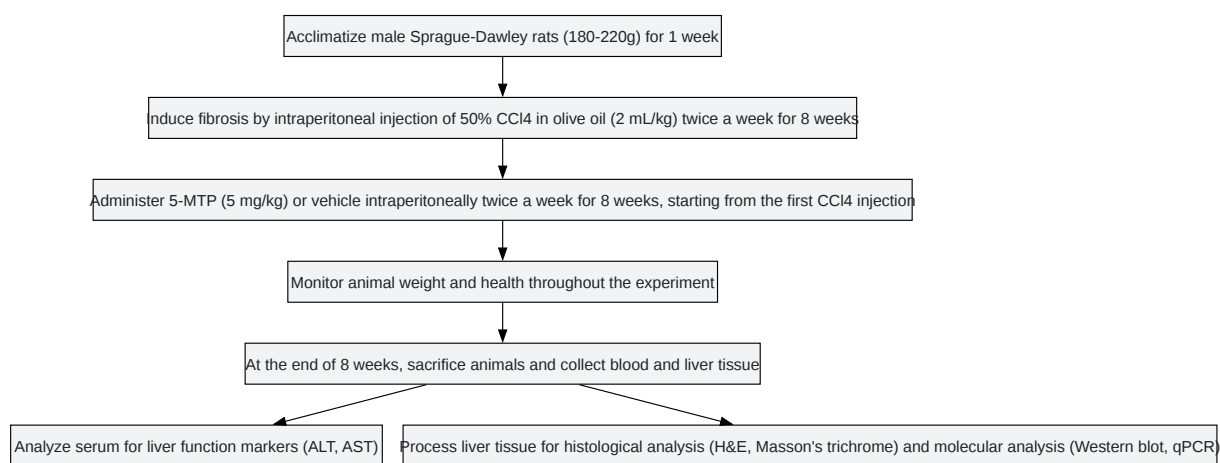 Acclimatize male Sprague-Dawley rats (180-220g) for 1 week
Induce fibrosis by intraperitoneal injection of 50% CCl4 in olive oil (2 mL/kg) twice a week for 8 weeks
Administer 5-MTP (5 mg/kg) or vehicle intraperitoneally twice a week for 8 weeks, starting from the first CCl4 injection
Monitor animal weight and health throughout the experiment
At the end of 8 weeks, sacrifice animals and collect blood and liver tissue
Analyze serum for liver function markers (ALT, AST)
Process liver tissue for histological analysis (H&E, Masson's trichrome) and molecular analysis (Western blot, qPCR)